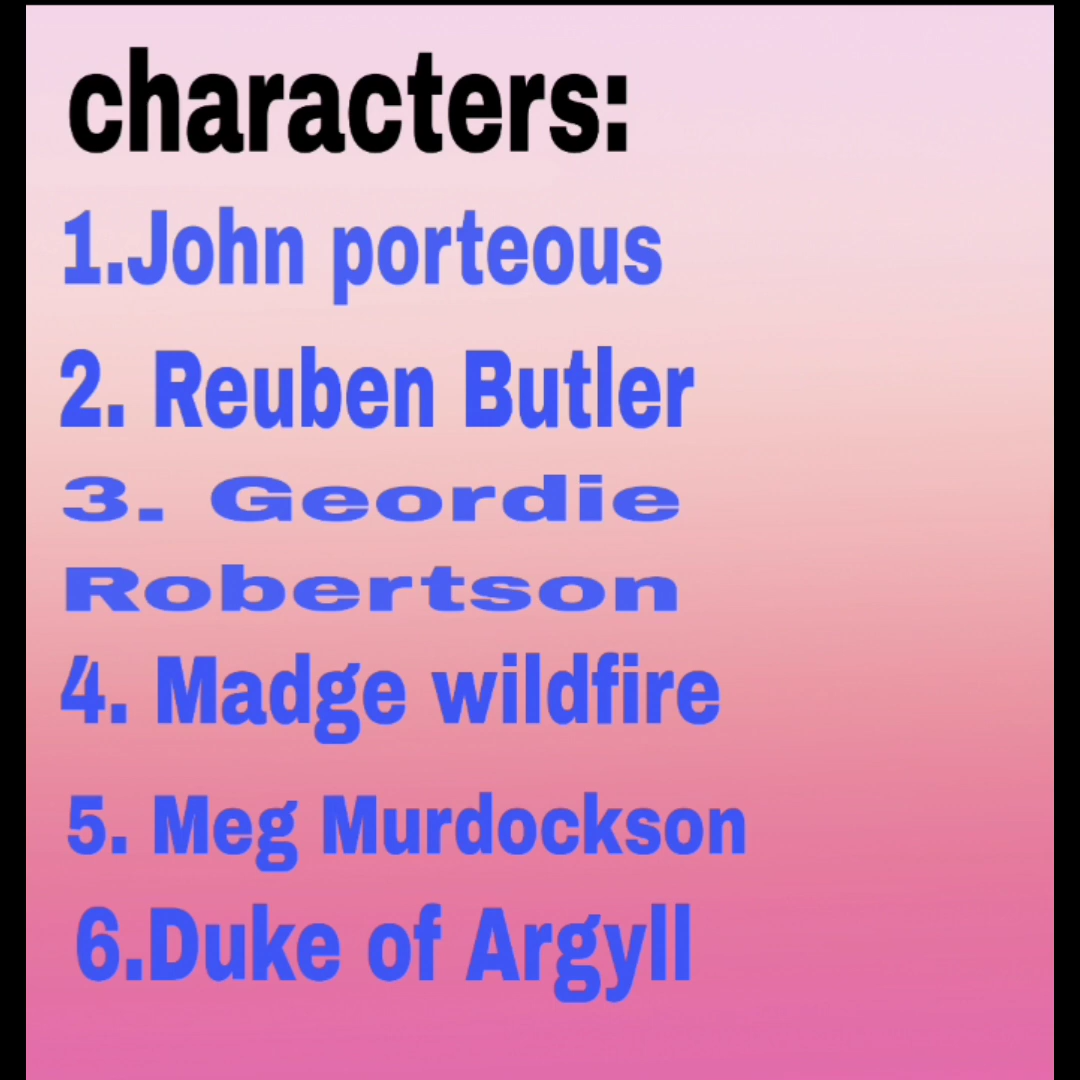 characters:
1.John porteous
2. Reuben Butler
3. Geordie
Robertson
4. Madge wildfire
5. Meg Murdockson
6.Duke of Argyll